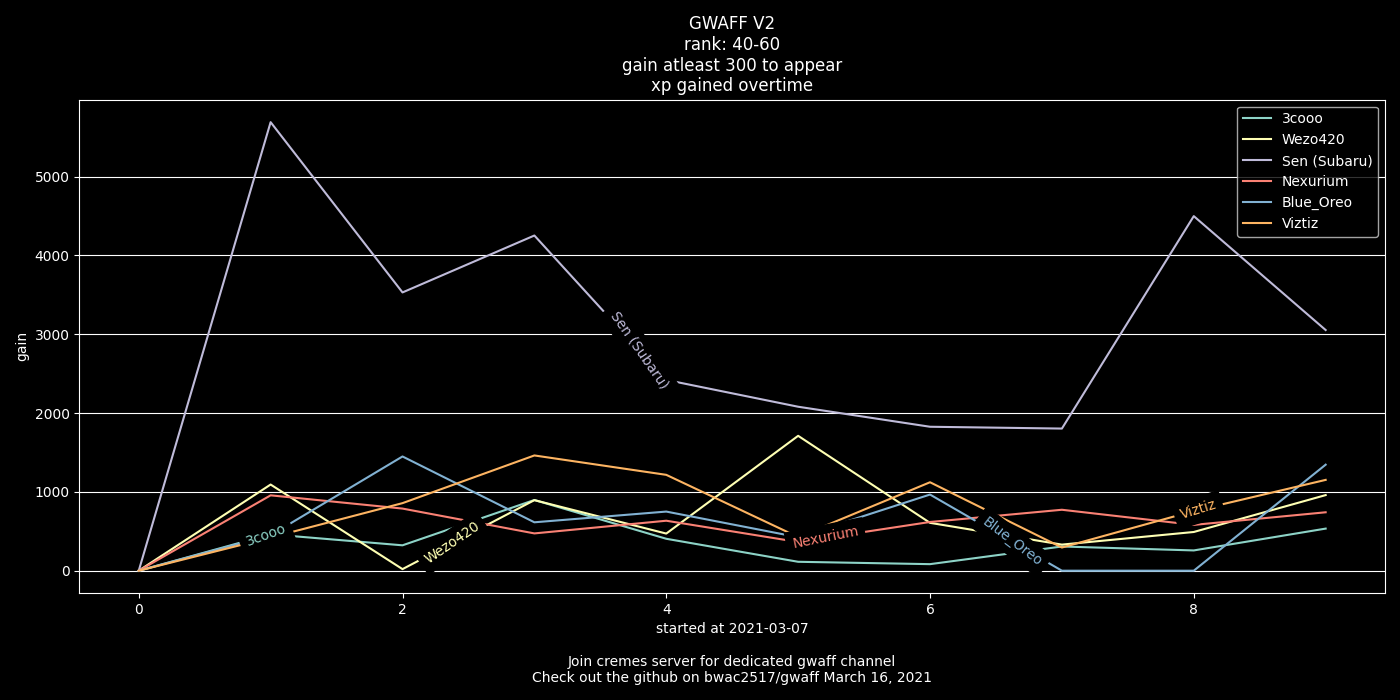 GWAFF V2
rank: 40-60
gain atleast 300 to appear
xp gained overtime
3cooo
Wezo420
Sen (Subaru)
Nexurium
Blue_Oreo
Viztiz
5000
4000
3000
2000
1000
0
gain
Sen (Subaru)
3cooo
Wezo420
Nexurium
Blue_Oreo
Viztiz
0 2 4 6 8
started at 2021-03-07
Join cremes server for dedicated gwaff channel
Check out the github on bwac2517/gwaff March 16, 2021